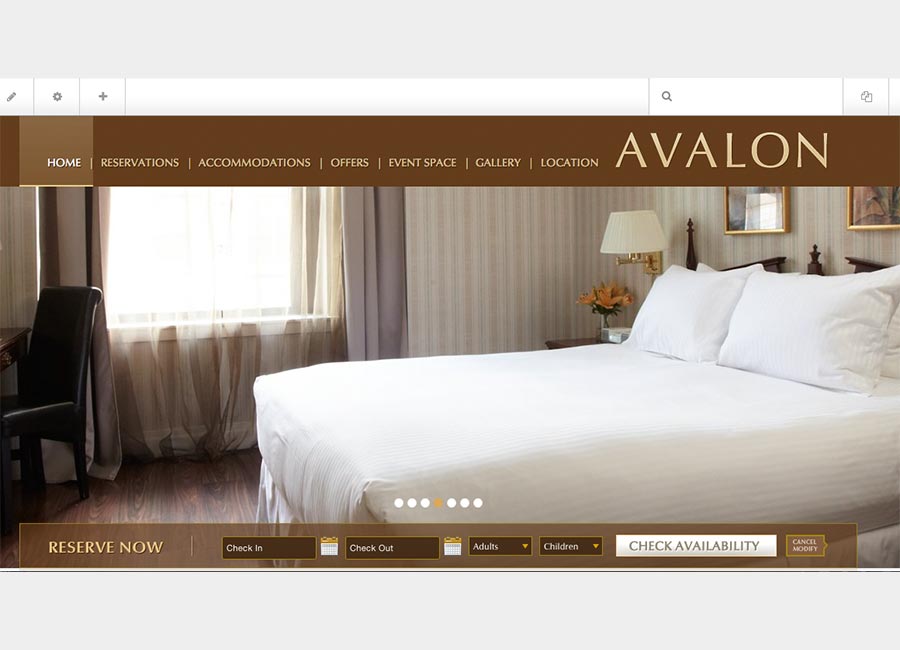 HOME | RESERVATIONS | ACCOMMODATIONS | OFFERS | EVENT SPACE | GALLERY | LOCATION
AVALON
RESERVE NOW
Check In
Check Out
Adults
Children
CHECK AVAILABILITY
CANCEL
MODIFY